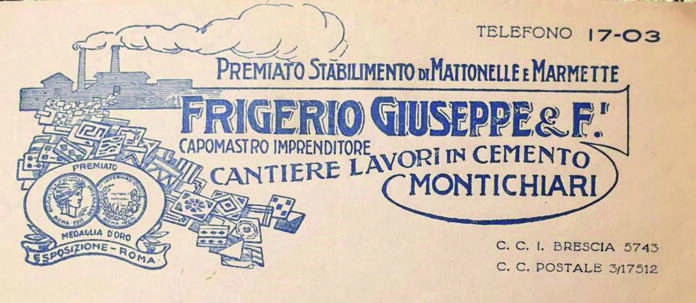 TELEFONO 17-03
PREMIATO STABILIMENTO DI MATTONELLE E MARMETTE
FRIGERIO GIUSEPPE & F.I
CAPOMASTRO IMPRENDITORE
CANTIERE LAVORI IN CEMENTO
MONTICHIARI
PREMIATO
MEDAGLIA D'ORO
ESPOSIZIONE - ROMA
C. C. I. BRESCIA 5743
C. C. POSTALE 3/17512